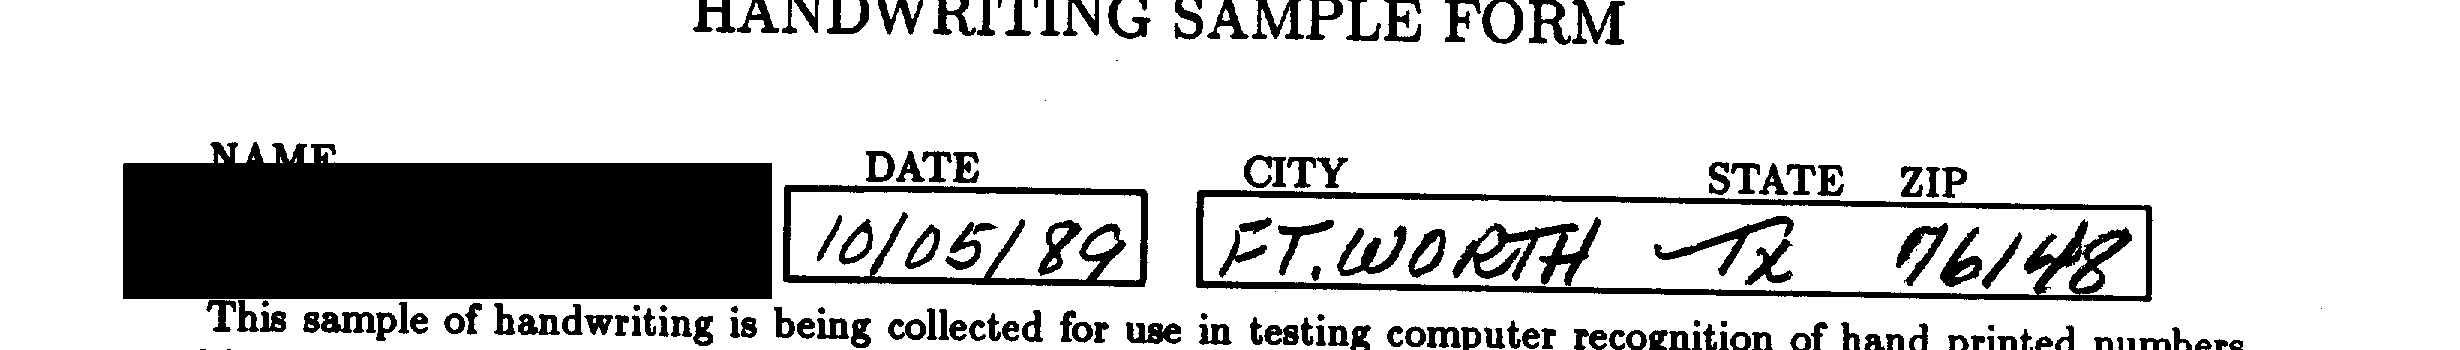 HANDWRITING SAMPLE FORM
NAME DATE CITY STATE ZIP
10/05/89 FT. WORTH TX 76148
This sample of handwriting is being collected for use in testing computer recognition of hand printed numbers